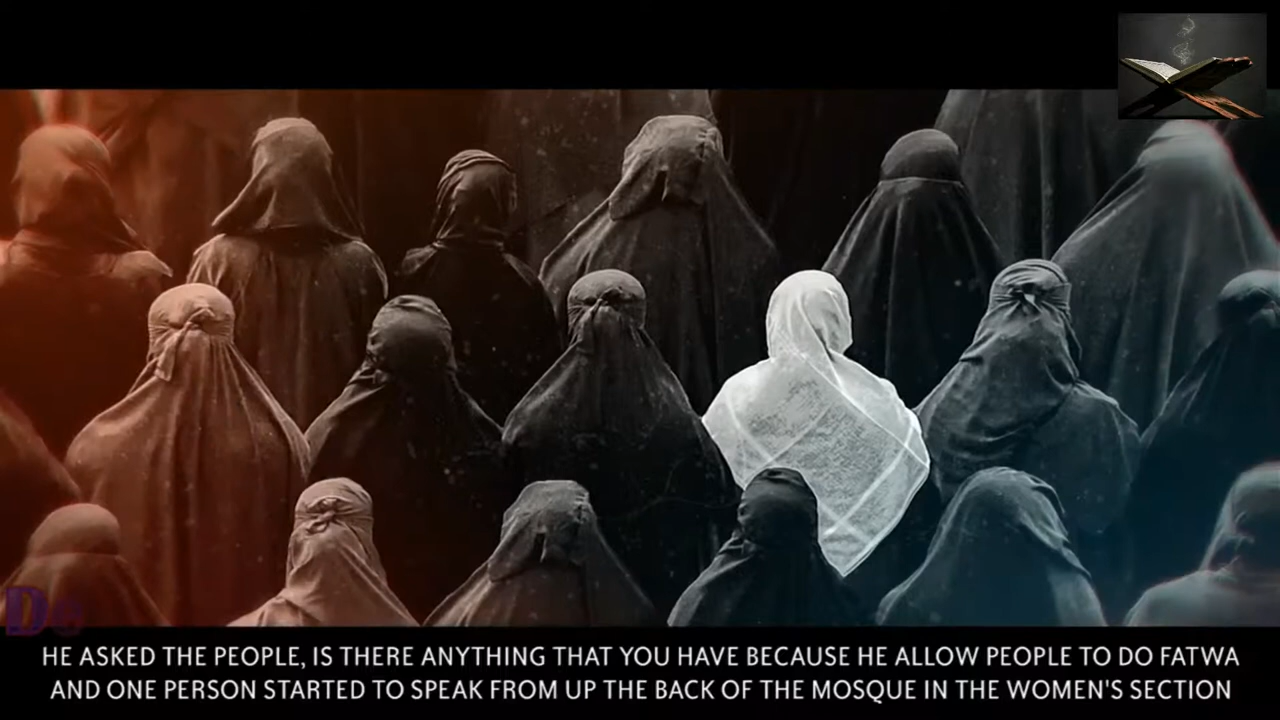 HE ASKED THE PEOPLE, IS THERE ANYTHING THAT YOU HAVE BECAUSE HE ALLOW PEOPLE TO DO FATWA
AND ONE PERSON STARTED TO SPEAK FROM UP THE BACK OF THE MOSQUE IN THE WOMEN'S SECTION